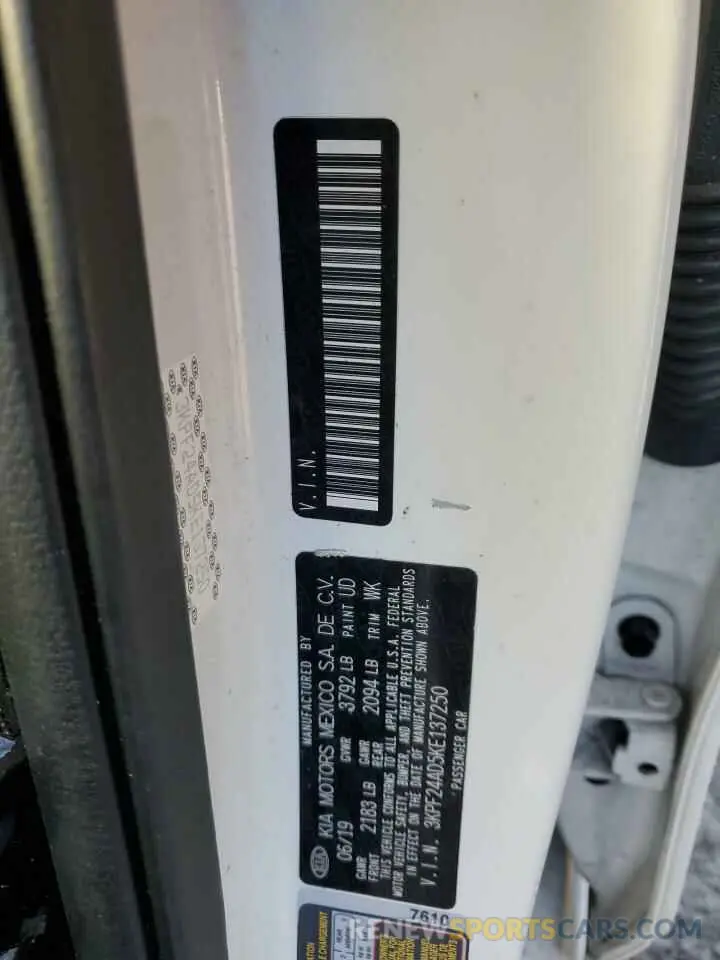 V.I.N.
MANUFACTURED BY
KIA KIA MOTORS MEXICO S.A. DE C.V.
06/19 GVWR 3792 LB PAINT UD
GAWR FRONT 2183 LB GAWR REAR 2094 LB TRIM WK
THIS VEHICLE CONFORMS TO ALL APPLICABLE U.S.A. FEDERAL
MOTOR VEHICLE SAFETY, BUMPER, AND THEFT PREVENTION STANDARDS
IN EFFECT ON THE DATE OF MANUFACTURE SHOWN ABOVE.
V.I.N. 3KPF24AD5KE137250
PASSENGER CAR
7610
RENEWSPORTSCARS.COM